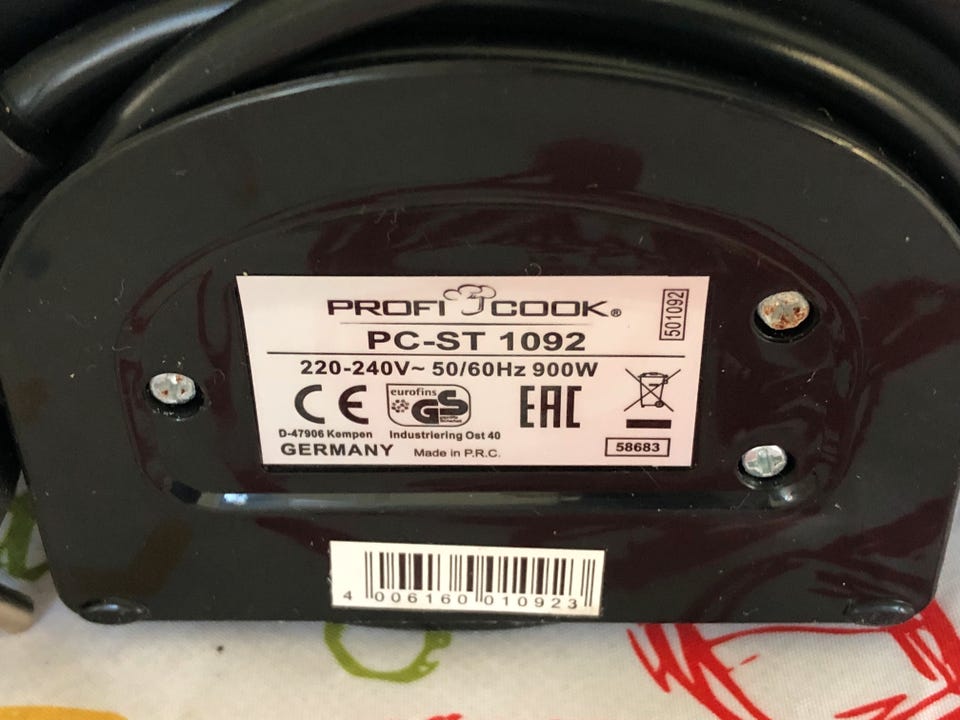 PROFI COOK®
501092
PC-ST 1092
220-240V~ 50/60Hz 900W
CE eurofins GS EAC
D-47906 Kempen Industriering Ost 40
GERMANY Made in P.R.C.
58683
4 006160 010923